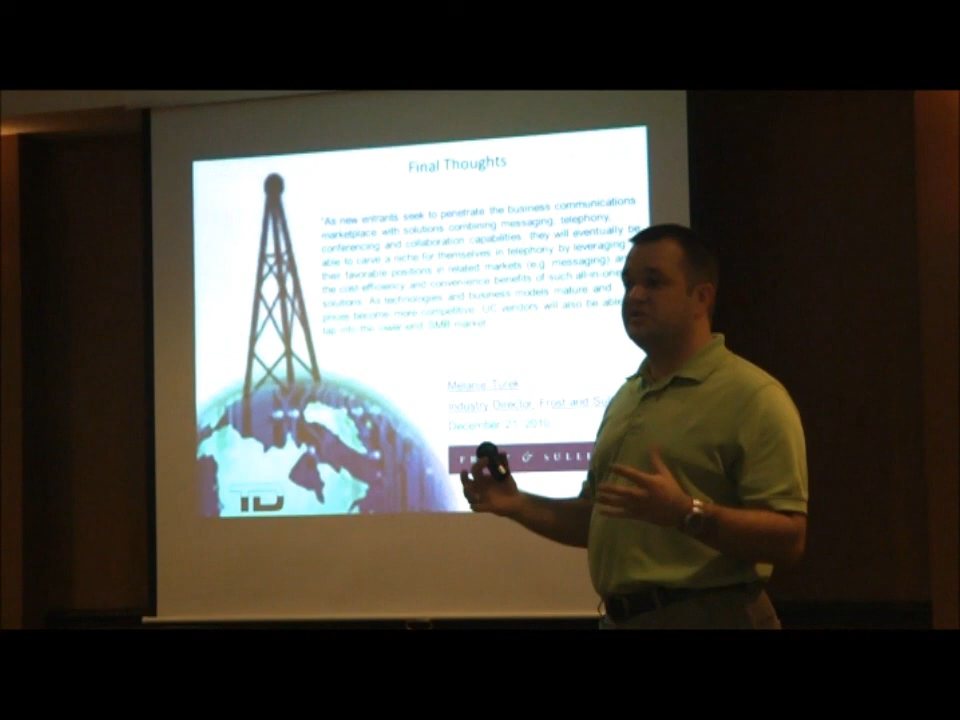 Final Thoughts
"As new entrants seek to penetrate the business communications
marketplace with solutions combining messaging, telephony,
conferencing and collaboration capabilities, they will eventually be
able to carve a niche for themselves in telephony by leveraging
their favorable positions in related markets (e.g. messaging)
the cost efficiency and convenience benefits of such all-in-one
solutions. As technologies and business models mature and
prices become more competitive, UC vendors will also be able
tap into the lower-end, SMB market.
Melanie Turek
Industry Director, Frost and
December 21, 2010
&
TD